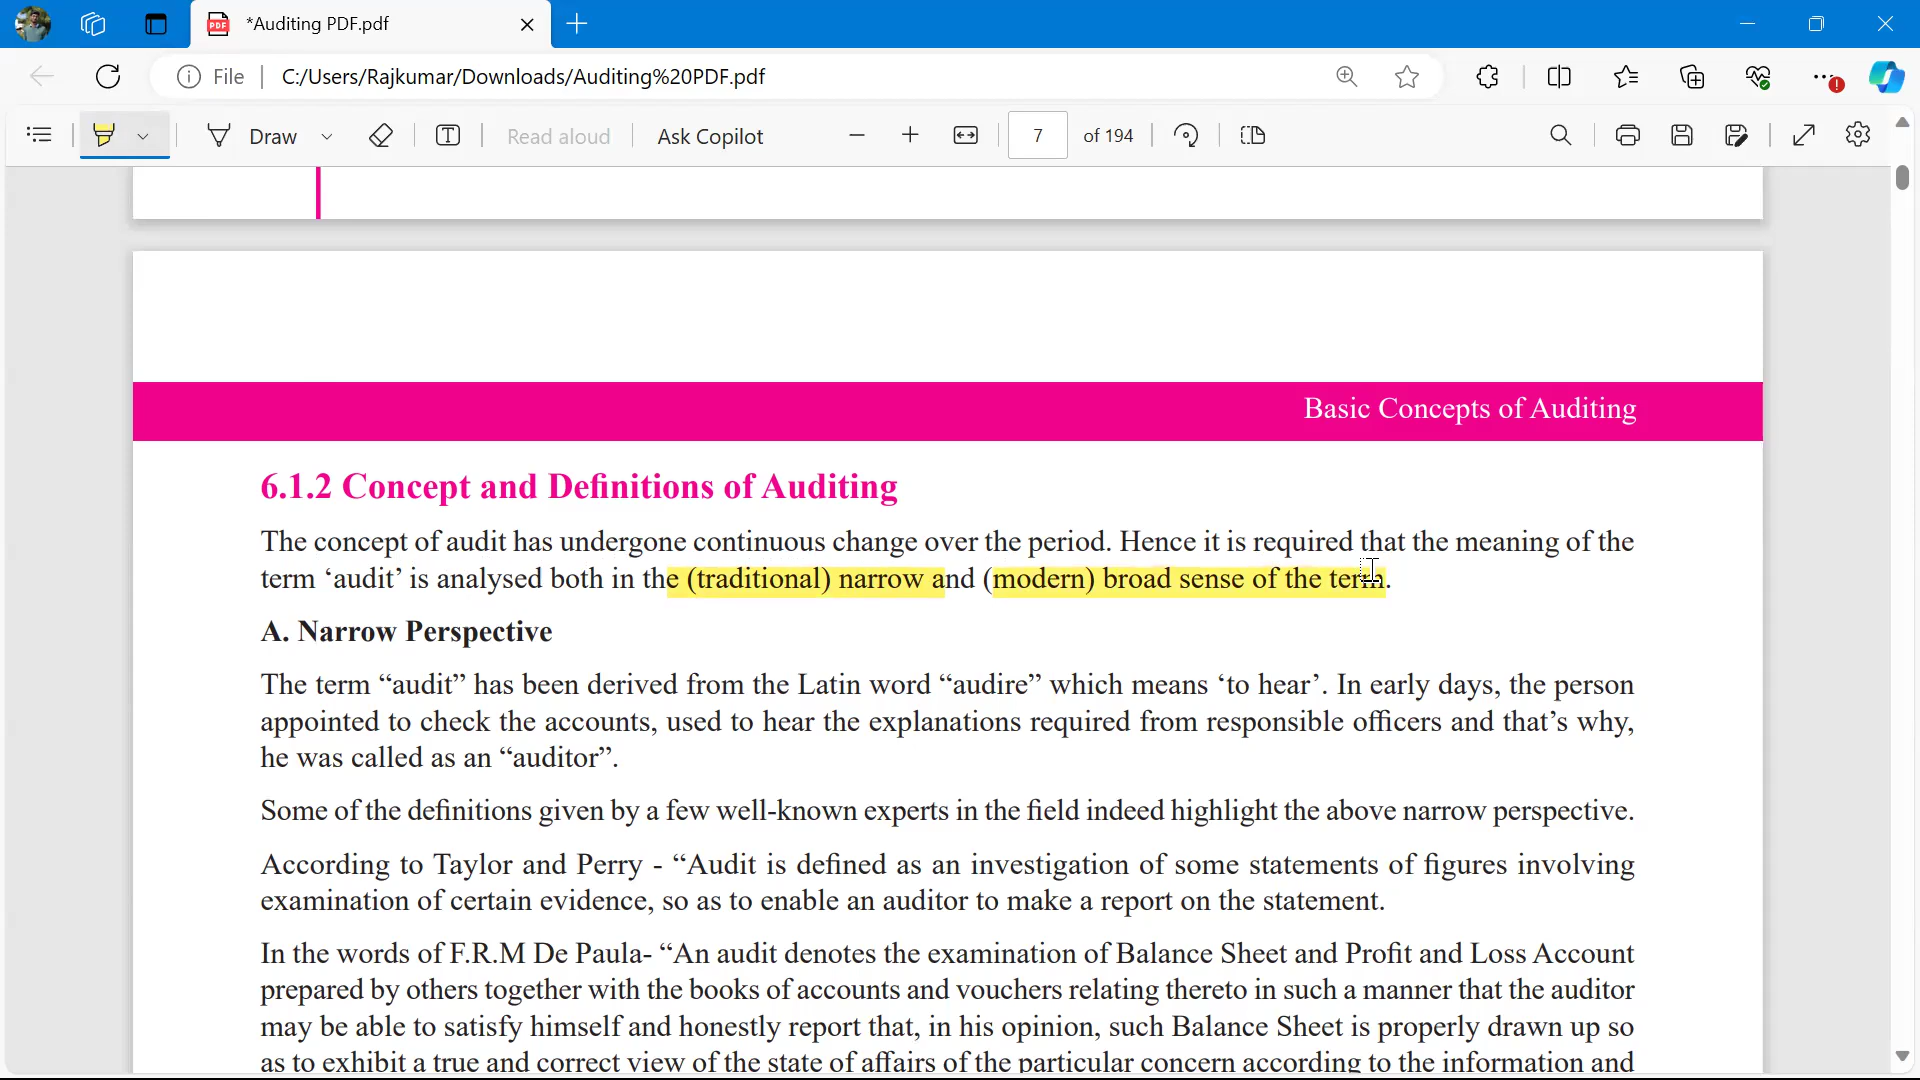 *Auditing PDF.pdf
File
C:/Users/Rajkumar/Downloads/Auditing%20PDF.pdf
Draw
Read aloud
Ask Copilot
7
of 194
Basic Concepts of Auditing
6.1.2 Concept and Definitions of Auditing
The concept of audit has undergone continuous change over the period. Hence it is required that the meaning of the
term ‘audit’ is analysed both in the (traditional) narrow and (modern) broad sense of the term.
A. Narrow Perspective
The term “audit” has been derived from the Latin word “audire” which means ‘to hear’. In early days, the person
appointed to check the accounts, used to hear the explanations required from responsible officers and that’s why,
he was called as an “auditor”.
Some of the definitions given by a few well-known experts in the field indeed highlight the above narrow perspective.
According to Taylor and Perry - “Audit is defined as an investigation of some statements of figures involving
examination of certain evidence, so as to enable an auditor to make a report on the statement.
In the words of F.R.M De Paula- “An audit denotes the examination of Balance Sheet and Profit and Loss Account
prepared by others together with the books of accounts and vouchers relating thereto in such a manner that the auditor
may be able to satisfy himself and honestly report that, in his opinion, such Balance Sheet is properly drawn up so
as to exhibit a true and correct view of the state of affairs of the particular concern according to the information and